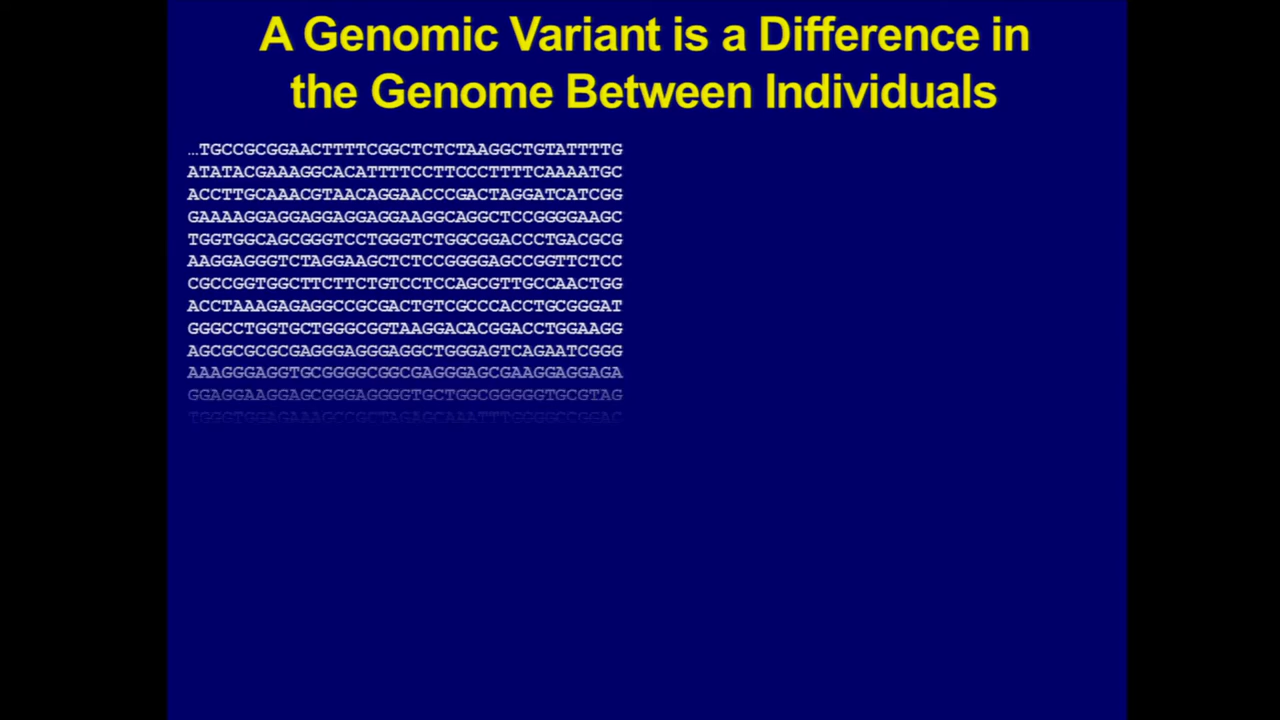 A Genomic Variant is a Difference in
the Genome Between Individuals
…TGCCGCGGAACTTTTCGGCTCTCTAAGGCTGTATTTTG
ATATACGAAAGGCACATTTTCCTTCCCTTTTCAAAATGC
ACCTTGCAAACGTAACAGGAACCCGACTAGGATCATCGG
GAAAAGGAGGAGGAGGAGGAAGGCAGGCTCCGGGGAAGC
TGGTGGCAGCGGGTCCTGGGTCTGGCGGACCCTGACGCG
AAGGAGGGTCTAGGAAGCTCTCCGGGGAGCCGGTTCTCC
CGCCGGTGGCTTCTTCTGTCCTCCAGCGTTGCCAACTGG
ACCTAAAGAGAGGCCGCGACTGTCGCCCACCTGCGGGAT
GGGCCTGGTGCTGGGCGGTAAGGACACGGACCTGGAAGG
AGCGCGCGCGAGGGAGGGAGGCTGGGAGTCAGAATCGGG
AAAGGGAGGTGCGGGGCGGCGAGGGAGCGAAGGAGGAGA
GGAGGAAGGAGCGGGAGGGGTGCTGGCGGGGGTGCGTAG
TGGGTGGAGAAAGCCGCTAGAGCAAATTTGGGGCCGGAC